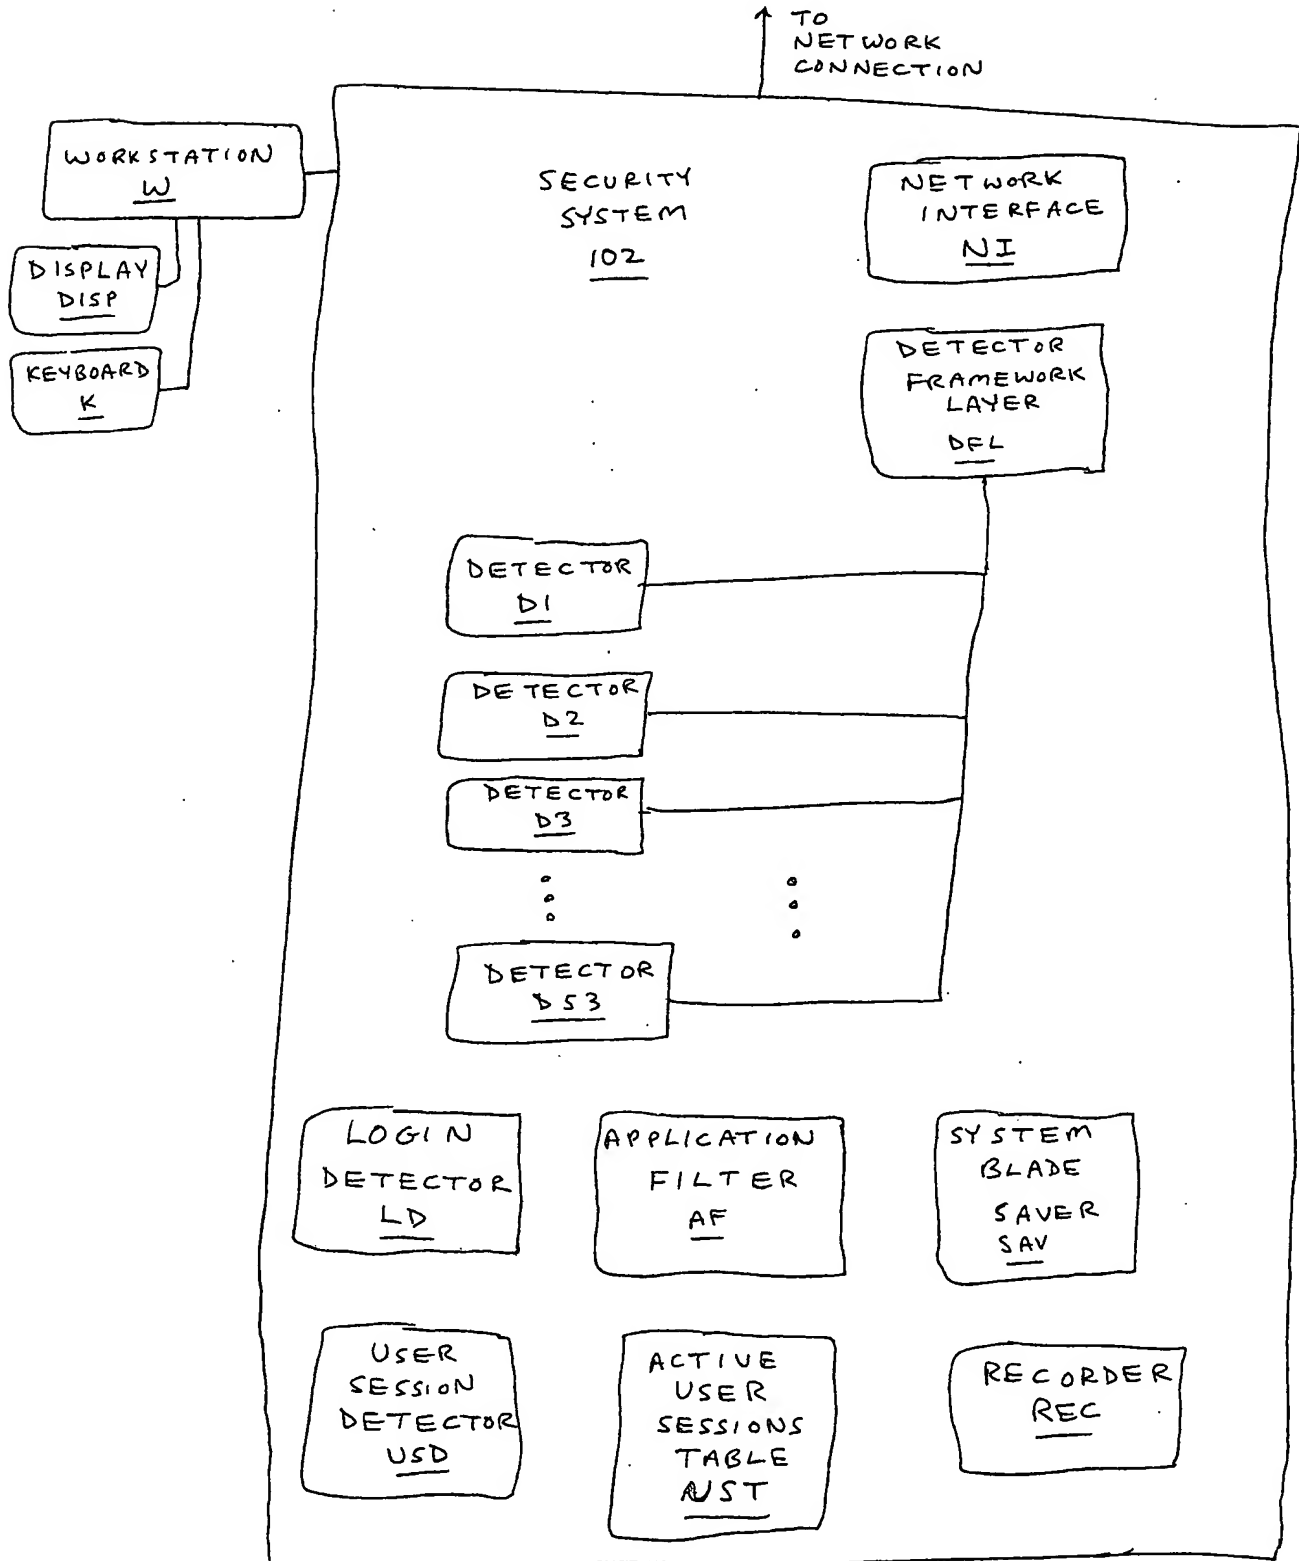 TO
NETWORK
CONNECTION
WORKSTATION
W
DISPLAY
DISP
KEYBOARD
K
SECURITY
SYSTEM
102
NETWORK
INTERFACE
NI
DETECTOR
FRAMEWORK
LAYER
DFL
DETECTOR
D1
DETECTOR
D2
DETECTOR
D3
DETECTOR
D53
LOGIN
DETECTOR
LD
APPLICATION
FILTER
AF
SYSTEM
BLADE
SAVER
SAV
USER
SESSION
DETECTOR
USD
ACTIVE
USER
SESSIONS
TABLE
AUST
RECORDER
REC